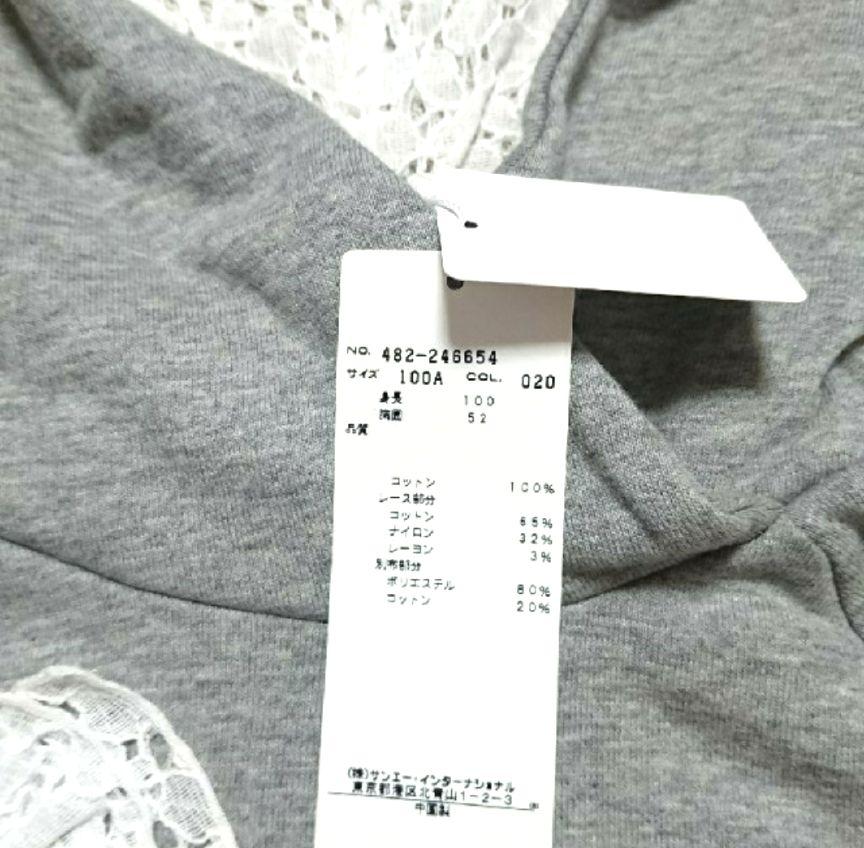 NO. 482-246654
サイズ 100A COL. 020
身長 100
胸囲 52
品質
コットン 100%
レース部分
コットン 65%
ナイロン 32%
レーヨン 3%
別布部分
ポリエステル 80%
コットン 20%
(株)サンエー・インターナショナル
東京都港区北青山1-2-3
中国製